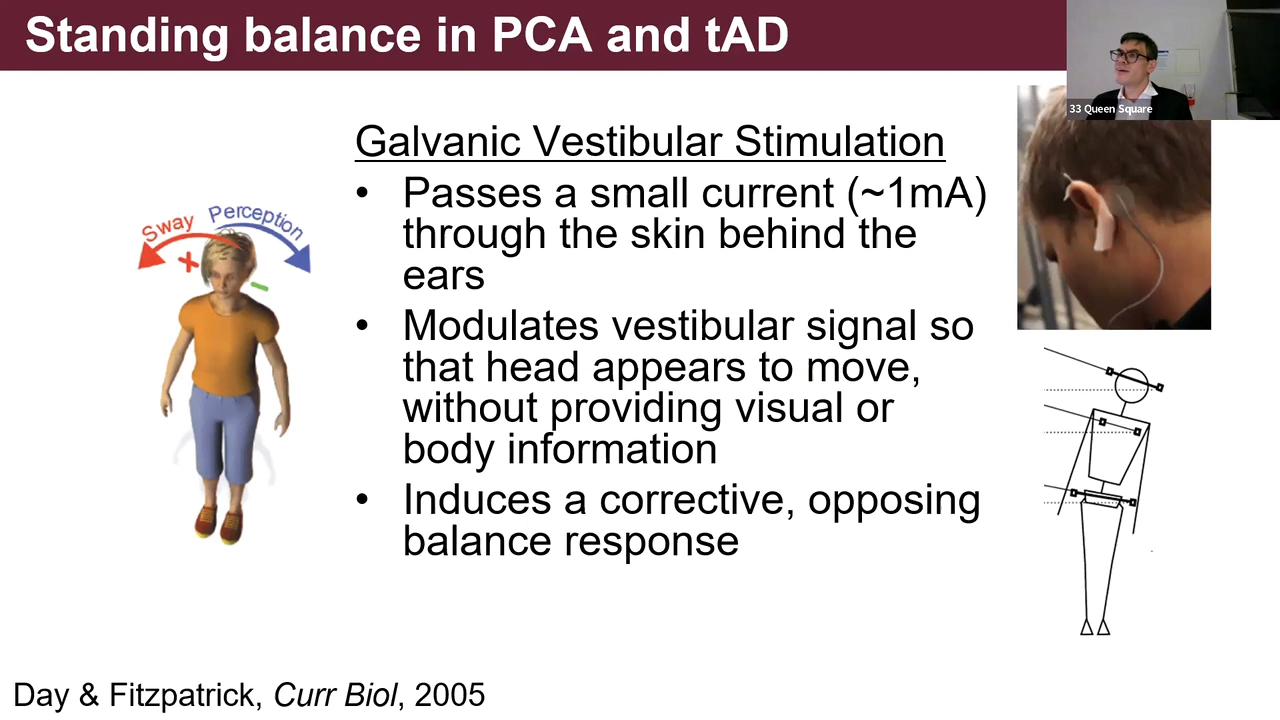 Standing balance in PCA and tAD
33 Queen Square
Galvanic Vestibular Stimulation
• Passes a small current (~1mA)
through the skin behind the
ears
• Modulates vestibular signal so
that head appears to move,
without providing visual or
body information
• Induces a corrective, opposing
balance response
Sway Perception
+ −
Day & Fitzpatrick, Curr Biol, 2005